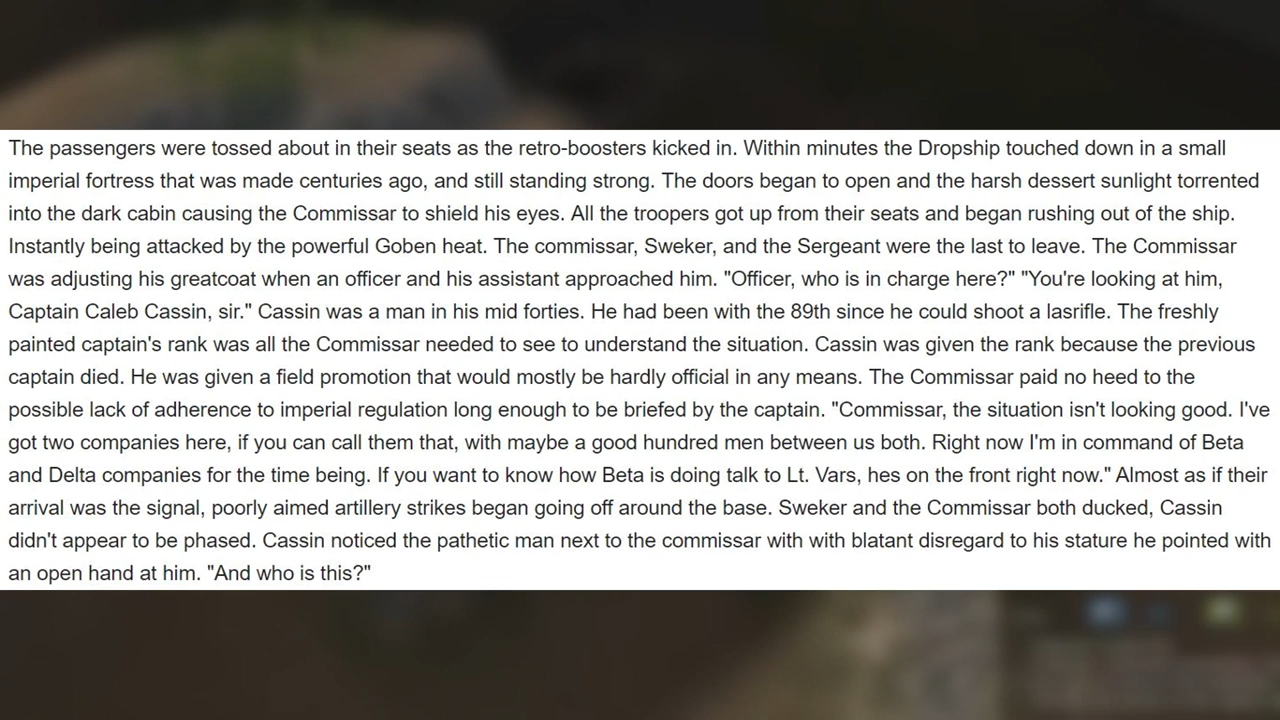 The passengers were tossed about in their seats as the retro-boosters kicked in. Within minutes the Dropship touched down in a small
imperial fortress that was made centuries ago, and still standing strong. The doors began to open and the harsh dessert sunlight torrented
into the dark cabin causing the Commissar to shield his eyes. All the troopers got up from their seats and began rushing out of the ship.
Instantly being attacked by the powerful Goben heat. The commissar, Sweker, and the Sergeant were the last to leave. The Commissar
was adjusting his greatcoat when an officer and his assistant approached him. "Officer, who is in charge here?" "You're looking at him,
Captain Caleb Cassin, sir." Cassin was a man in his mid forties. He had been with the 89th since he could shoot a lasrifle. The freshly
painted captain's rank was all the Commissar needed to see to understand the situation. Cassin was given the rank because the previous
captain died. He was given a field promotion that would mostly be hardly official in any means. The Commissar paid no heed to the
possible lack of adherence to imperial regulation long enough to be briefed by the captain. "Commissar, the situation isn't looking good. I've
got two companies here, if you can call them that, with maybe a good hundred men between us both. Right now I'm in command of Beta
and Delta companies for the time being. If you want to know how Beta is doing talk to Lt. Vars, hes on the front right now." Almost as if their
arrival was the signal, poorly aimed artillery strikes began going off around the base. Sweker and the Commissar both ducked, Cassin
didn't appear to be phased. Cassin noticed the pathetic man next to the commissar with with blatant disregard to his stature he pointed with
an open hand at him. "And who is this?"